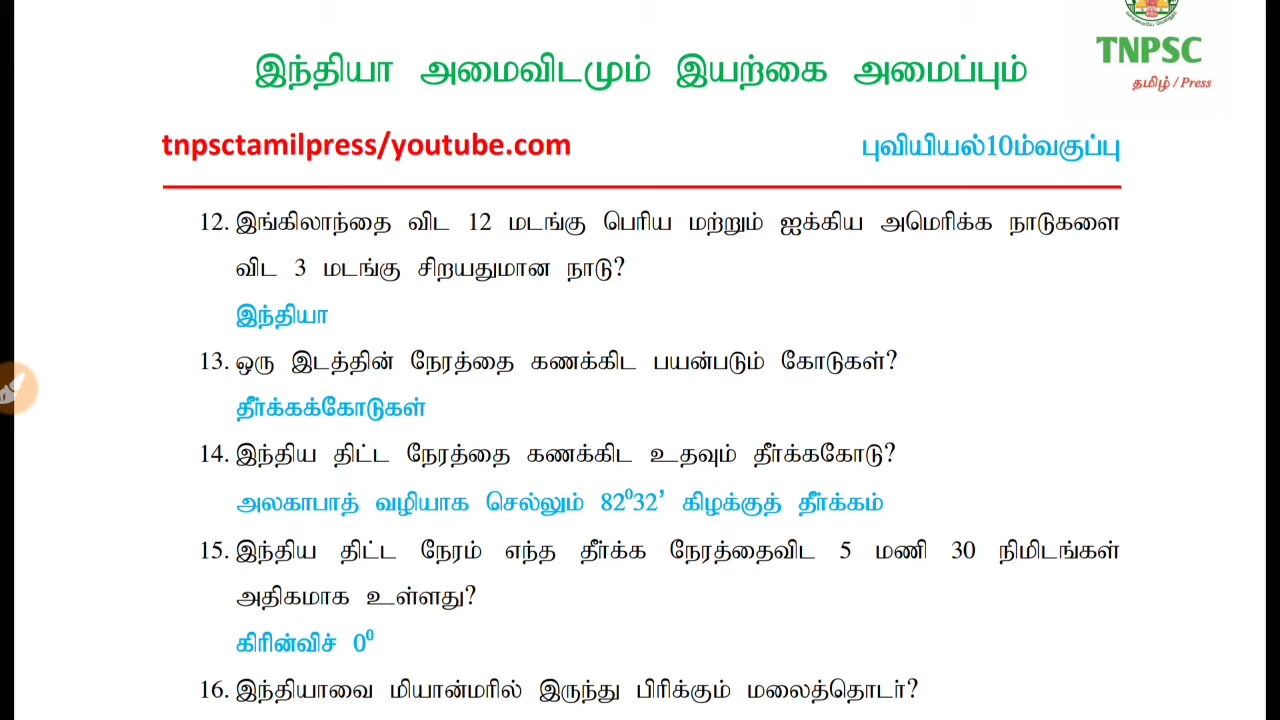 TNPSC
தமிழ் / Press
இந்தியா அமைவிடமும் இயற்கை அமைப்பும்
tnpsctamilpress/youtube.com
புவியியல்10ம்வகுப்பு
12. இங்கிலாந்தை விட 12 மடங்கு பெரிய மற்றும் ஐக்கிய அமெரிக்க நாடுகளை
விட 3 மடங்கு சிறயதுமான நாடு?
இந்தியா
13. ஒரு இடத்தின் நேரத்தை கணக்கிட பயன்படும் கோடுகள்?
தீர்க்கக்கோடுகள்
14. இந்திய திட்ட நேரத்தை கணக்கிட உதவும் தீர்க்ககோடு?
அலகாபாத் வழியாக செல்லும் 82⁰32’ கிழக்குத் தீர்க்கம்
15. இந்திய திட்ட நேரம் எந்த தீர்க்க நேரத்தைவிட 5 மணி 30 நிமிடங்கள்
அதிகமாக உள்ளது?
கிரின்விச் 0⁰
16. இந்தியாவை மியான்மரில் இருந்து பிரிக்கும் மலைத்தொடர்?